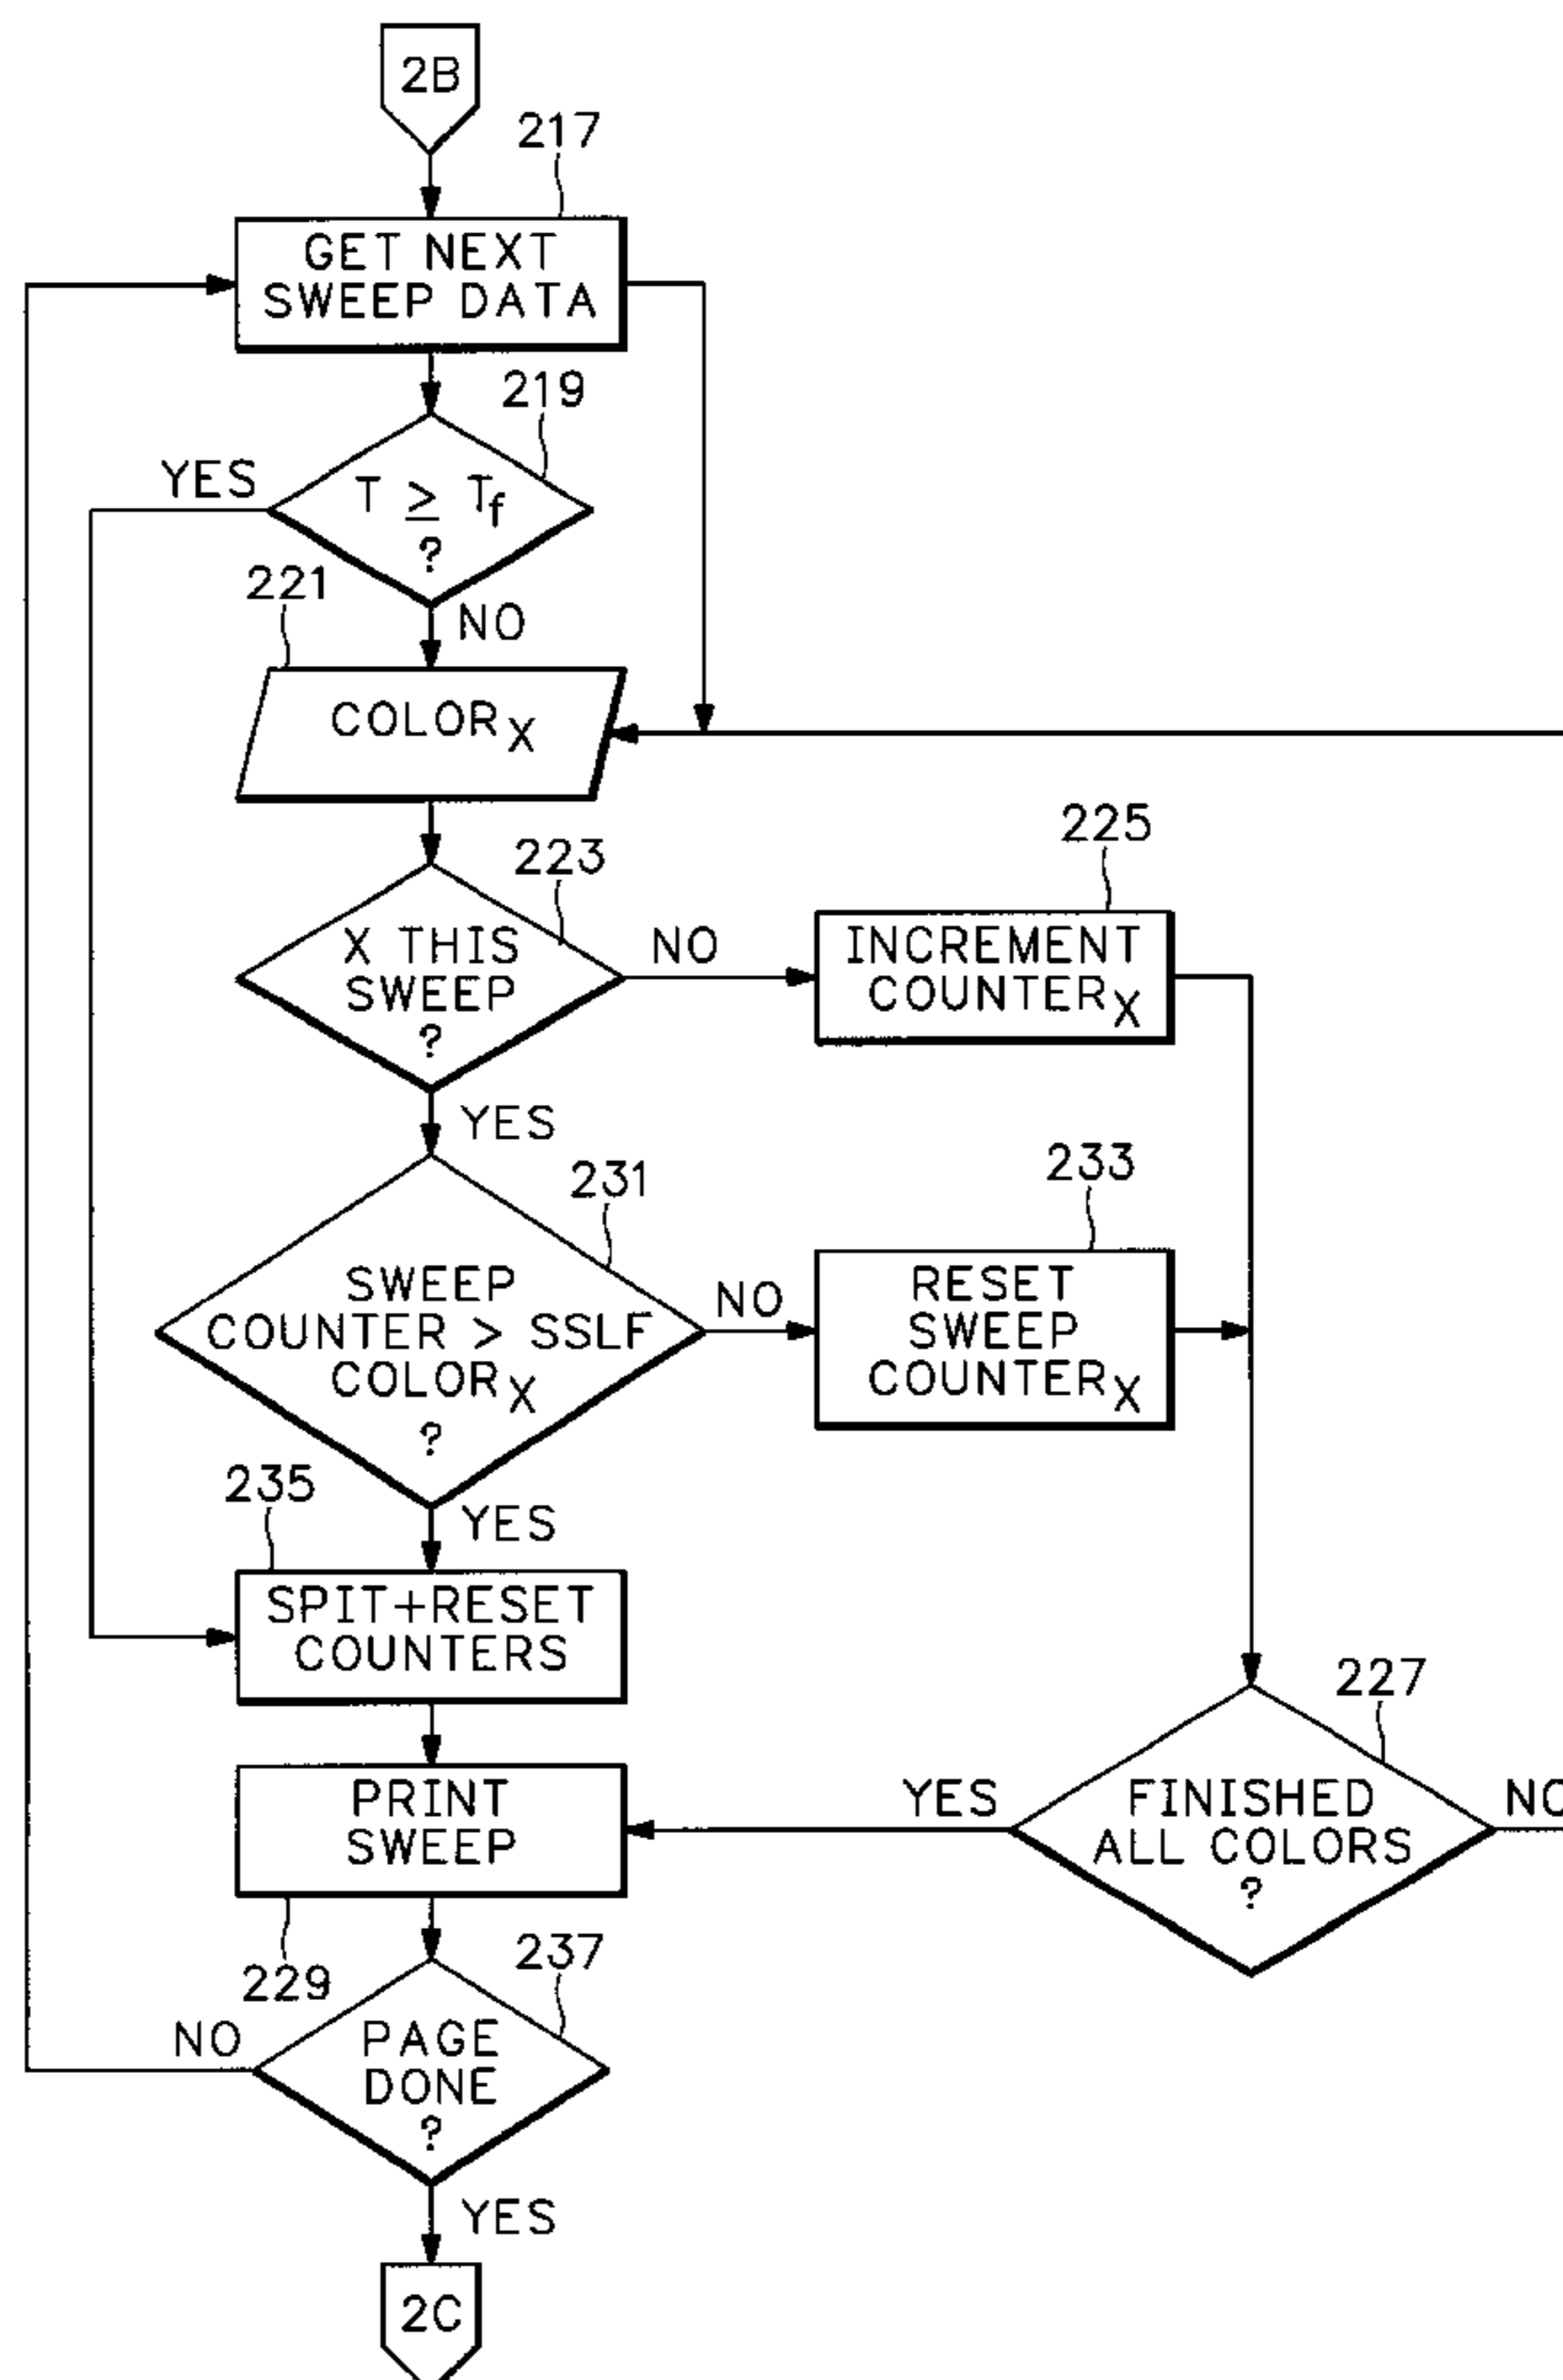 2B
217
GET NEXT
SWEEP DATA
219
YES
T ≥ Tf
?
221
NO
COLORX
223
225
X THIS
SWEEP
?
NO
INCREMENT
COUNTERX
YES
231
233
SWEEP
COUNTER > SSLF
COLORX
?
NO
RESET
SWEEP
COUNTERX
235
YES
SPIT+RESET
COUNTERS
227
PRINT
SWEEP
YES
FINISHED
ALL COLORS
?
NO
229
237
NO
PAGE
DONE
?
YES
2C